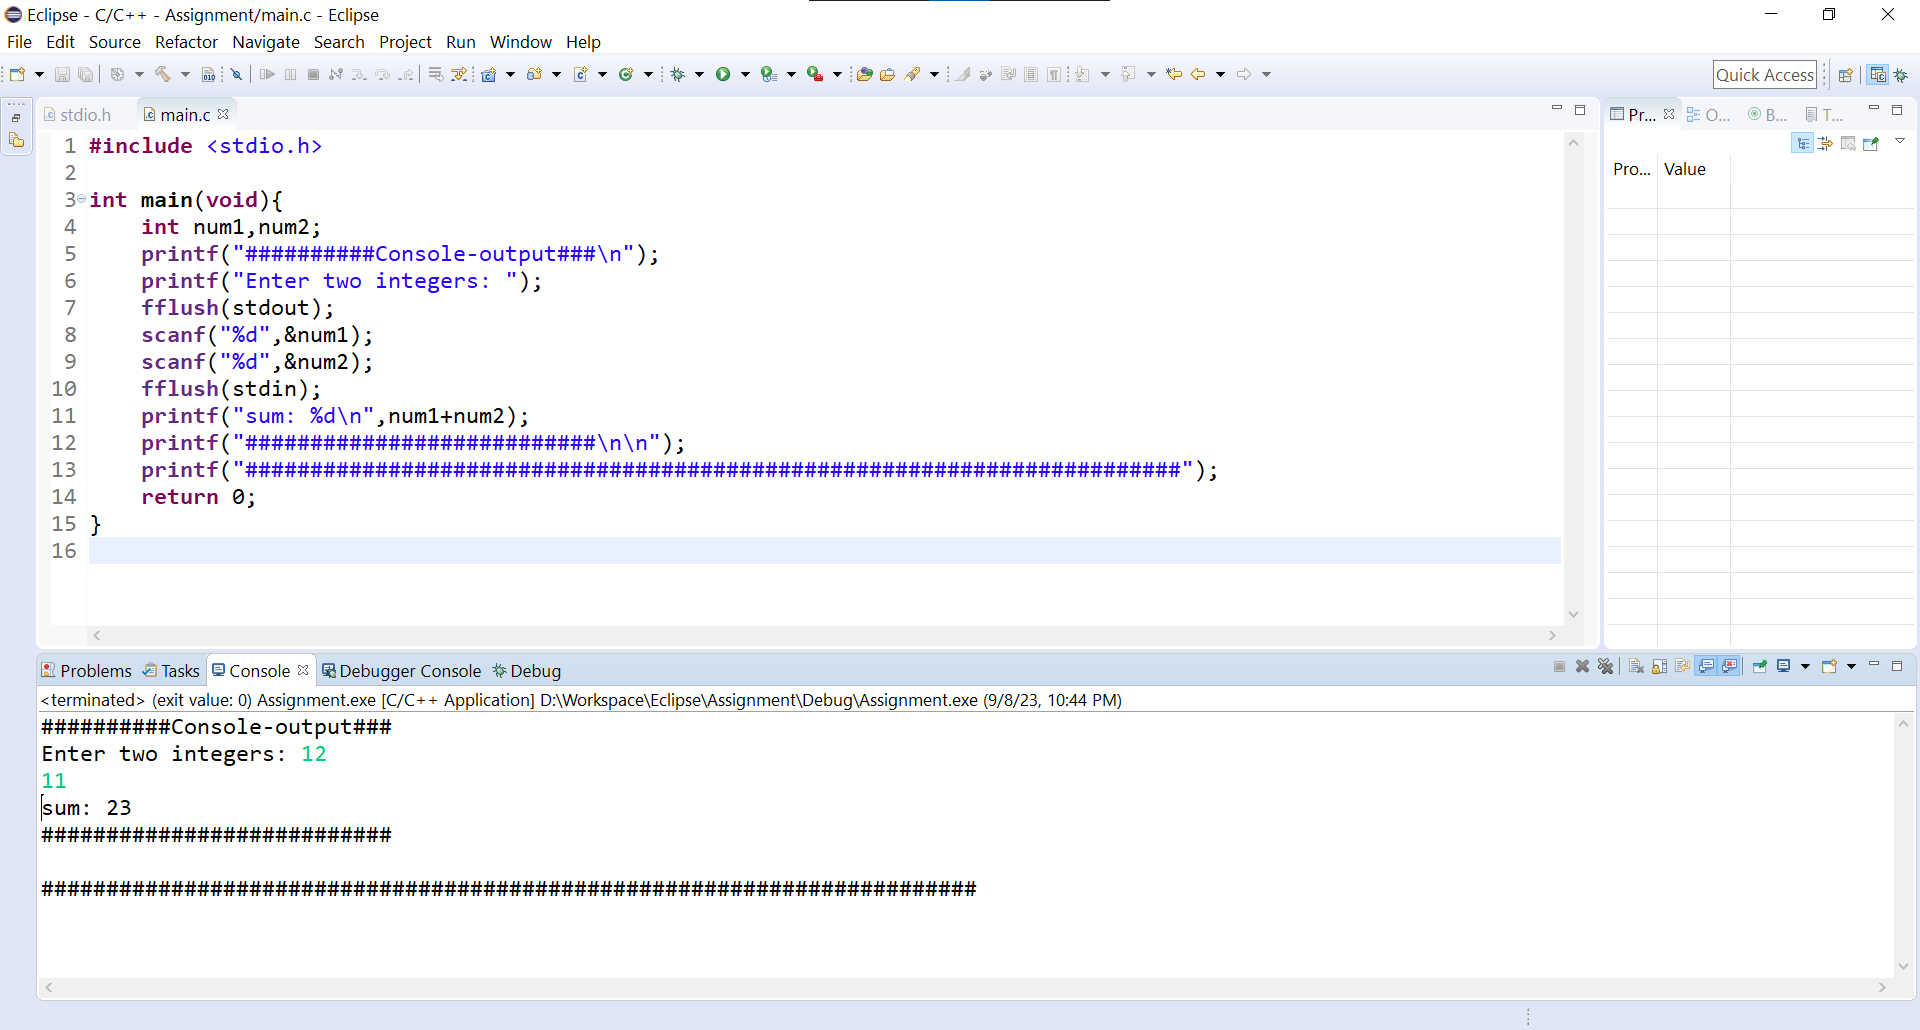 Eclipse - C/C++ - Assignment/main.c - Eclipse
File Edit Source Refactor Navigate Search Project Run Window Help
Quick Access
stdio.h main.c
Pr... O... B... T...
Pro... Value
1 #include <stdio.h>
2
3 int main(void){
4 int num1,num2;
5 printf("##########Console-output###\n");
6 printf("Enter two integers: ");
7 fflush(stdout);
8 scanf("%d",&num1);
9 scanf("%d",&num2);
10 fflush(stdin);
11 printf("sum: %d\n",num1+num2);
12 printf("###########################\n\n");
13 printf("########################################################################");
14 return 0;
15 }
16
Problems Tasks Console Debugger Console Debug
<terminated> (exit value: 0) Assignment.exe [C/C++ Application] D:\Workspace\Eclipse\Assignment\Debug\Assignment.exe (9/8/23, 10:44 PM)
##########Console-output###
Enter two integers: 12
11
sum: 23
###########################
########################################################################